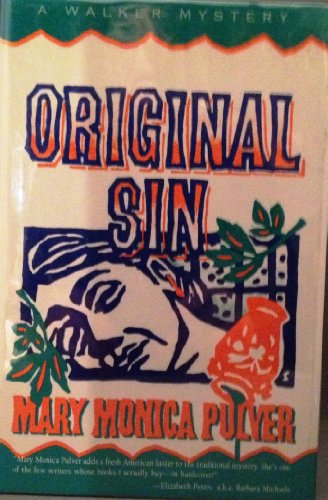 A WALKER MYSTERY
ORIGINAL
SIN
MARY MONICA PULVER
"Mary Monica Pulver adds a fresh American luster to the traditional mystery. She's one
of the few writers whose books I actually buy—in hardcover!"
—Elizabeth Peters, a.k.a. Barbara Michaels